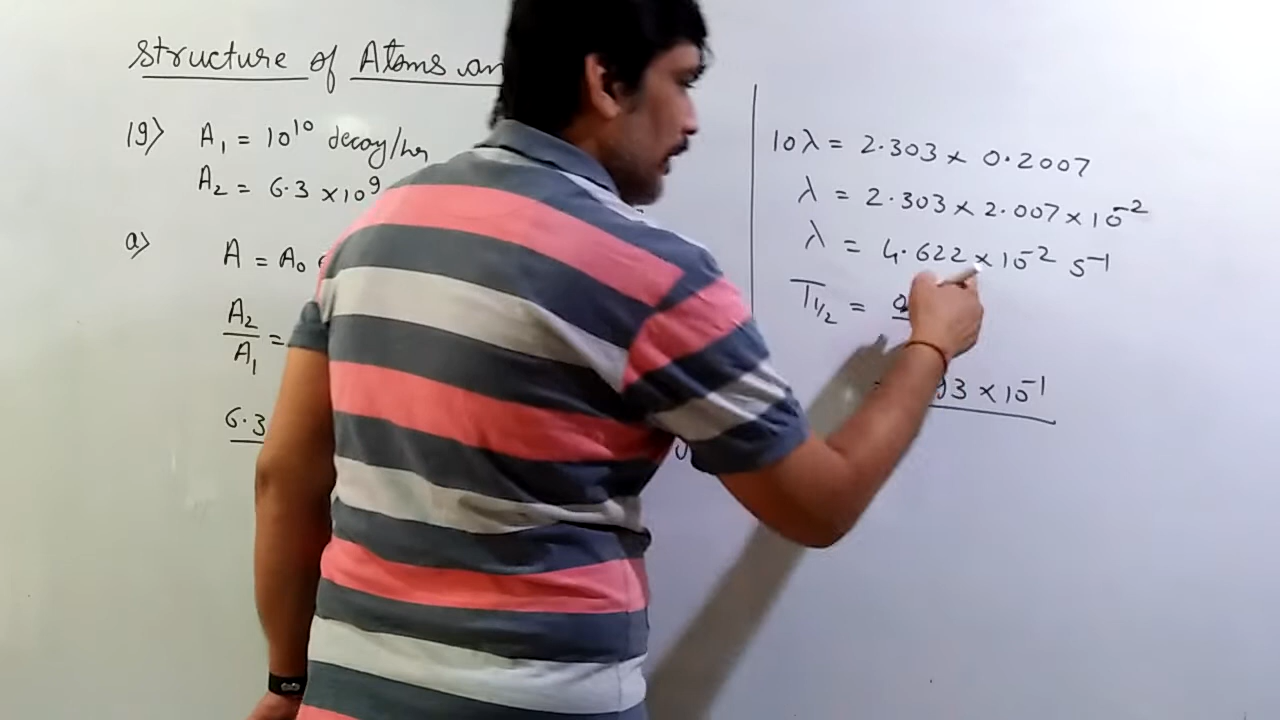 structure of Atoms an
19) A₁ = 10¹⁰ decay/hr
A₂ = 6.3 × 10⁹
a) A = A₀
A₂/A₁ =
6.3
10λ = 2.303 × 0.2007
λ = 2.303 × 2.007 × 10⁻²
λ = 4.622 × 10⁻² s⁻¹
T½ =
93 × 10⁻¹